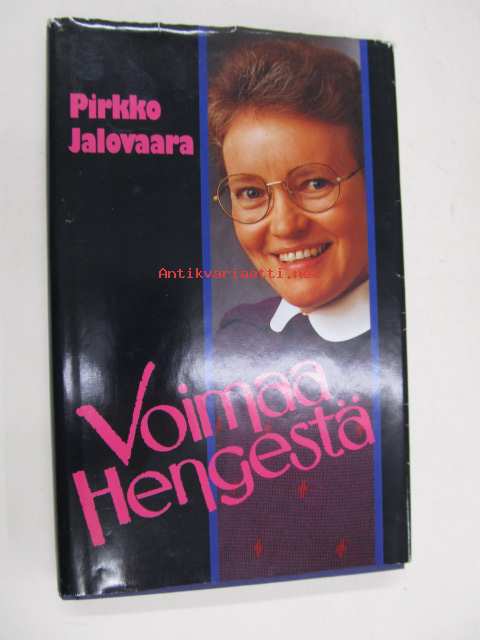 Pirkko
Jalovaara
Antikvariaatti.net
Voimaa
Hengestä